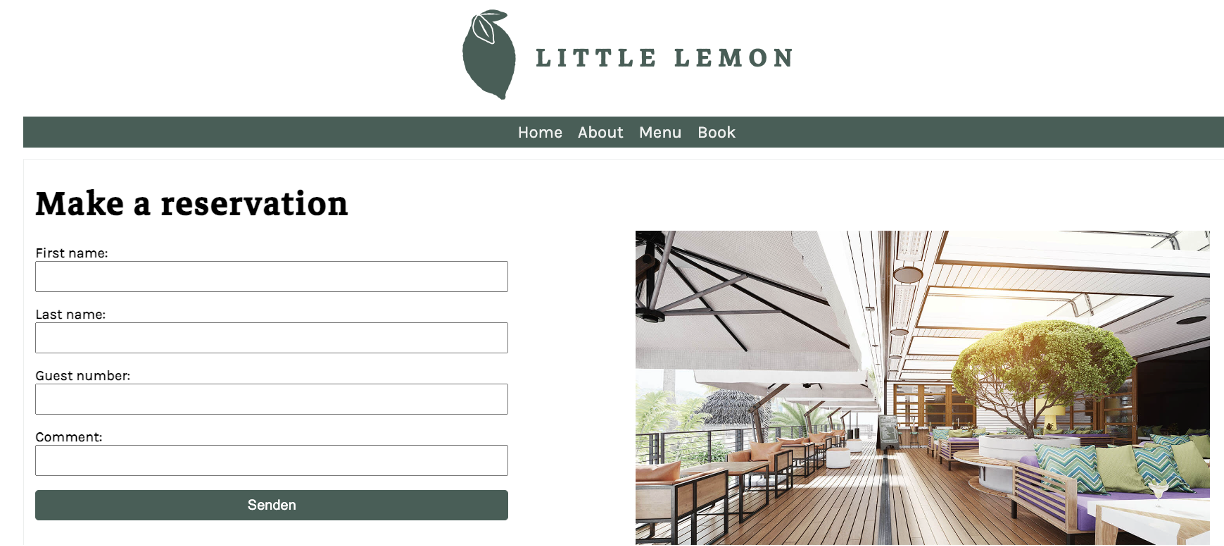 LITTLE LEMON
Home About Menu Book
Make a reservation
First name:
Last name:
Guest number:
Comment:
Senden